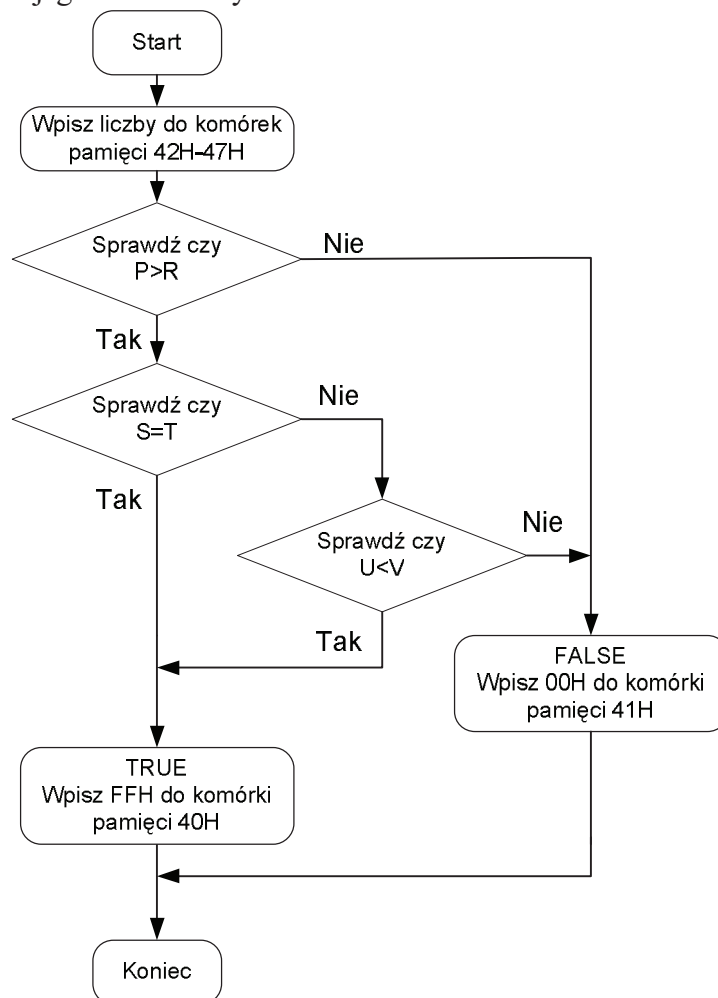 Start
Wpisz liczby do komórek
pamięci 42H-47H
Sprawdź czy
P>R
Nie
Tak
Sprawdź czy
S=T
Nie
Tak
Sprawdź czy
U<V
Nie
Tak
FALSE
Wpisz 00H do komórki
pamięci 41H
TRUE
Wpisz FFH do komórki
pamięci 40H
Koniec